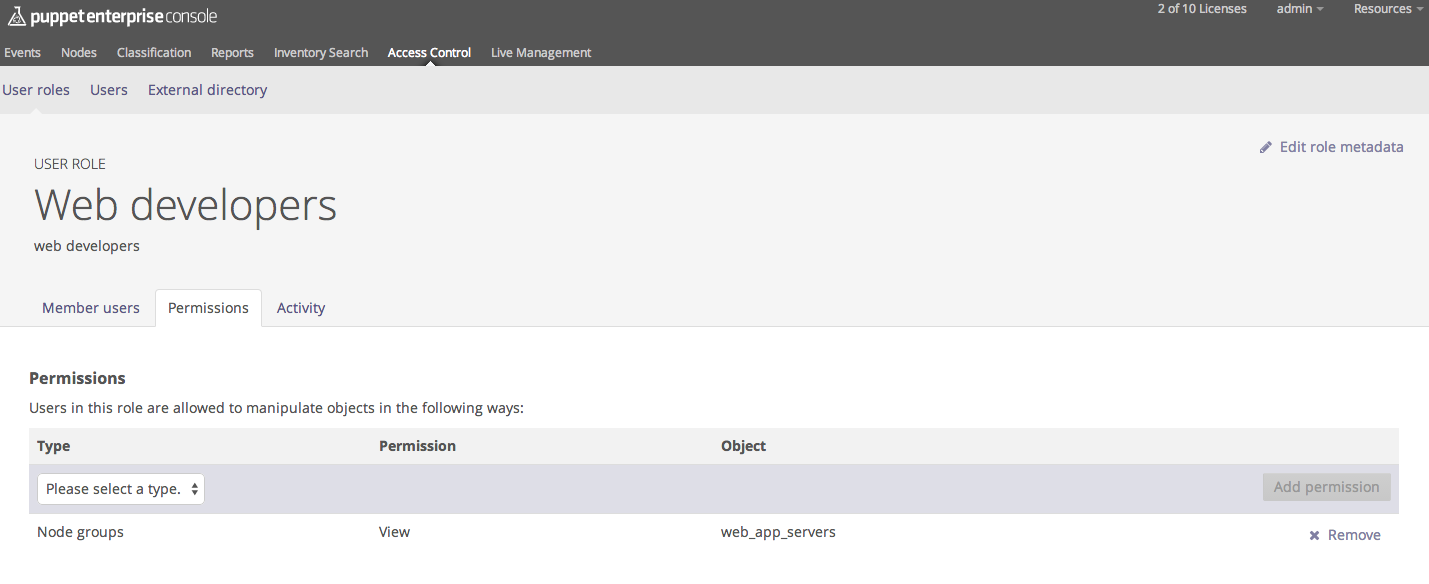 puppet enterprise console 2 of 10 Licenses admin Resources
Events Nodes Classification Reports Inventory Search Access Control Live Management
User roles Users External directory
Edit role metadata
USER ROLE
Web developers
web developers
Member users Permissions Activity
Permissions
Users in this role are allowed to manipulate objects in the following ways:
Type Permission Object
Please select a type. Add permission
Node groups View web_app_servers Remove